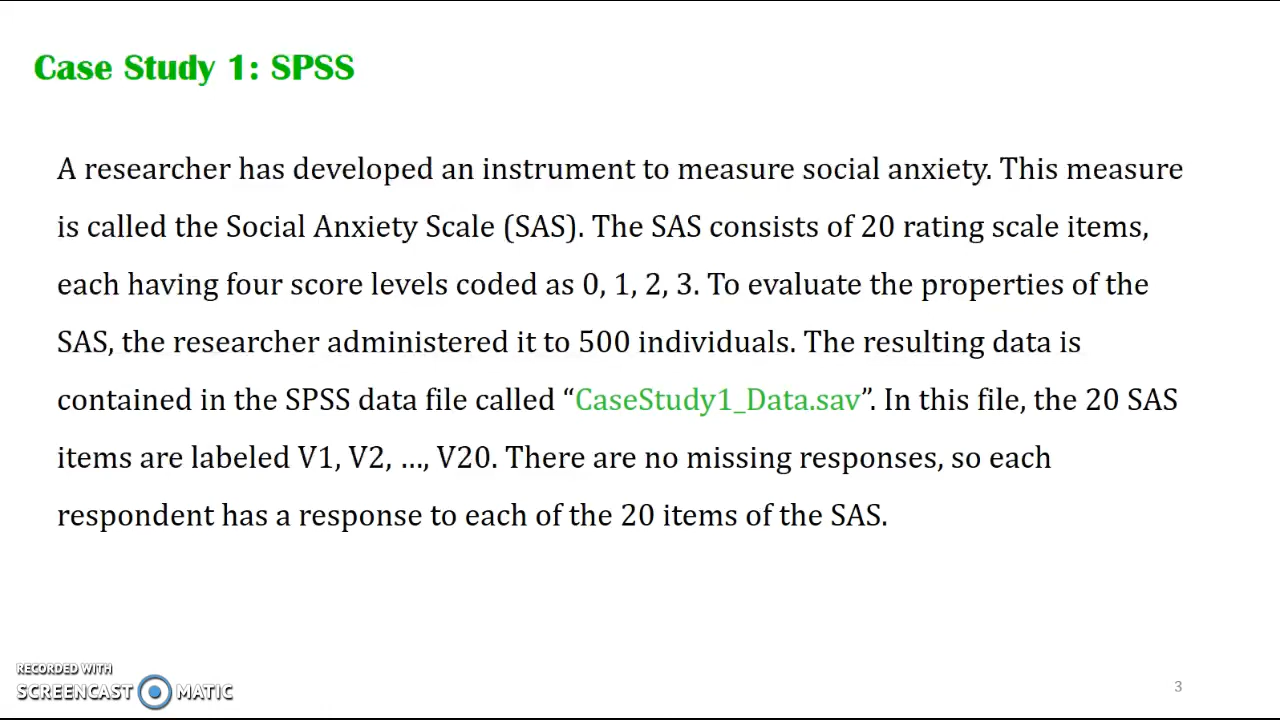 Case Study 1: SPSS
A researcher has developed an instrument to measure social anxiety. This measure
is called the Social Anxiety Scale (SAS). The SAS consists of 20 rating scale items,
each having four score levels coded as 0, 1, 2, 3. To evaluate the properties of the
SAS, the researcher administered it to 500 individuals. The resulting data is
contained in the SPSS data file called “CaseStudy1_Data.sav”. In this file, the 20 SAS
items are labeled V1, V2, …, V20. There are no missing responses, so each
respondent has a response to each of the 20 items of the SAS.
RECORDED WITH
SCREENCAST MATIC
3